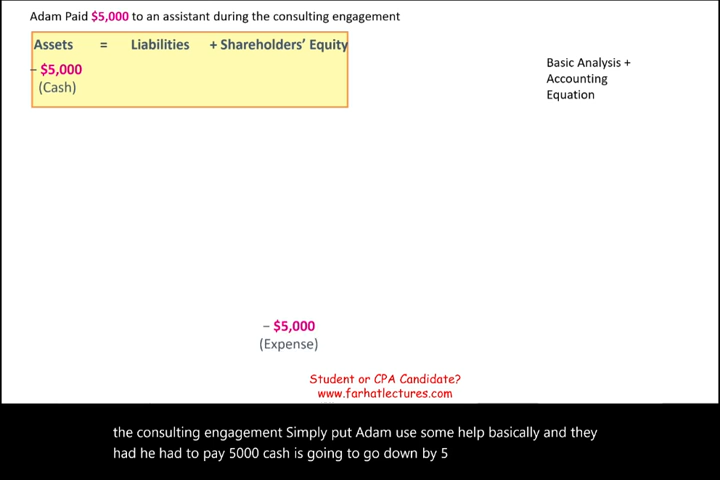 Adam Paid $5,000 to an assistant during the consulting engagement
Assets = Liabilities + Shareholders' Equity
– $5,000
(Cash)
Basic Analysis +
Accounting
Equation
– $5,000
(Expense)
Student or CPA Candidate?
www.farhatlectures.com
the consulting engagement Simply put Adam use some help basically and they
had he had to pay 5000 cash is going to go down by 5